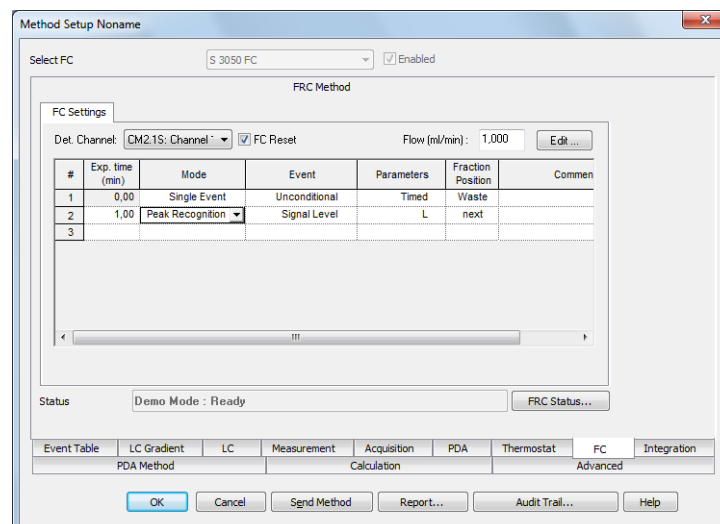 Method Setup Noname
Select FC S 3050 FC Enabled
FRC Method
FC Settings
Det. Channel: CM2.1S: Channel FC Reset Flow (ml/min) : 1,000 Edit ...
# Exp. time (min) Mode Event Parameters Fraction Position Commen
1 0,00 Single Event Unconditional Timed Waste
2 1,00 Peak Recognition Signal Level L next
3
Status Demo Mode : Ready FRC Status...
Event Table LC Gradient LC Measurement Acquisition PDA Thermostat FC Integration
PDA Method Calculation Advanced
OK Cancel Send Method Report... Audit Trail... Help